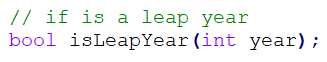 // if is a leap year
bool isLeapYear(int year);